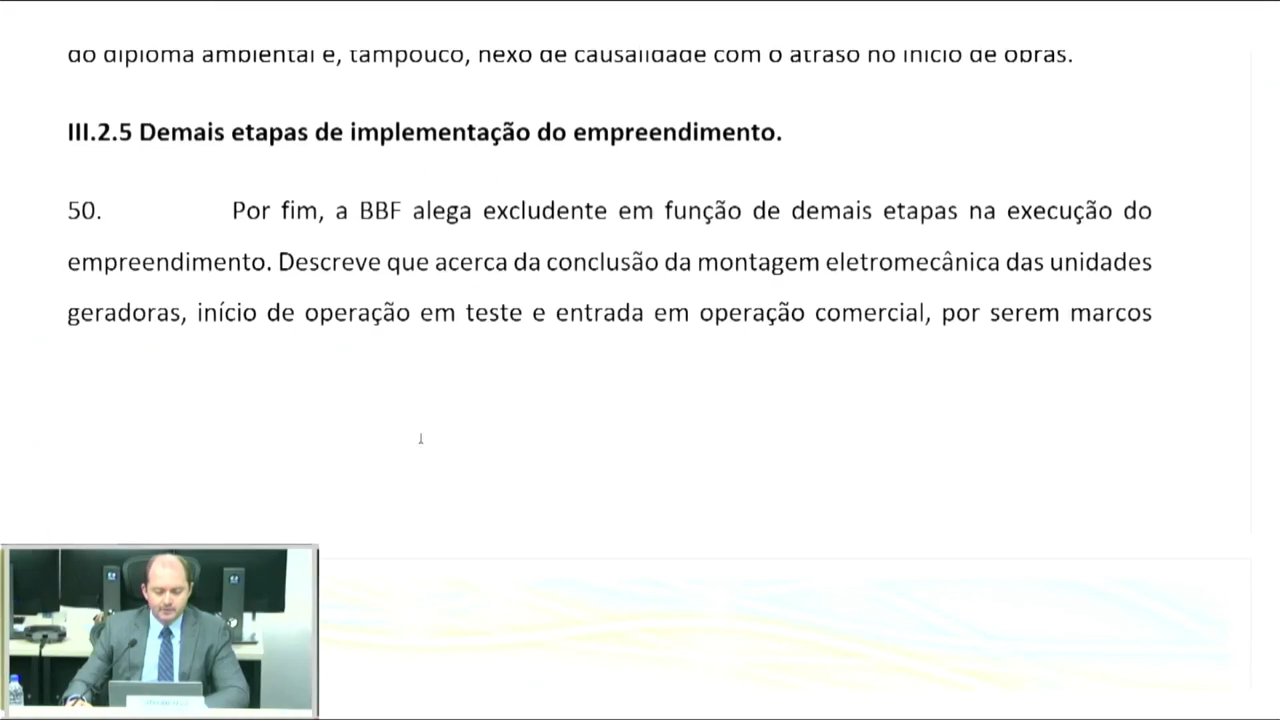 do diploma ambiental e, tampouco, nexo de causalidade com o atraso no início de obras.
III.2.5 Demais etapas de implementação do empreendimento.
50. Por fim, a BBF alega excludente em função de demais etapas na execução do
empreendimento. Descreve que acerca da conclusão da montagem eletromecânica das unidades
geradoras, início de operação em teste e entrada em operação comercial, por serem marcos